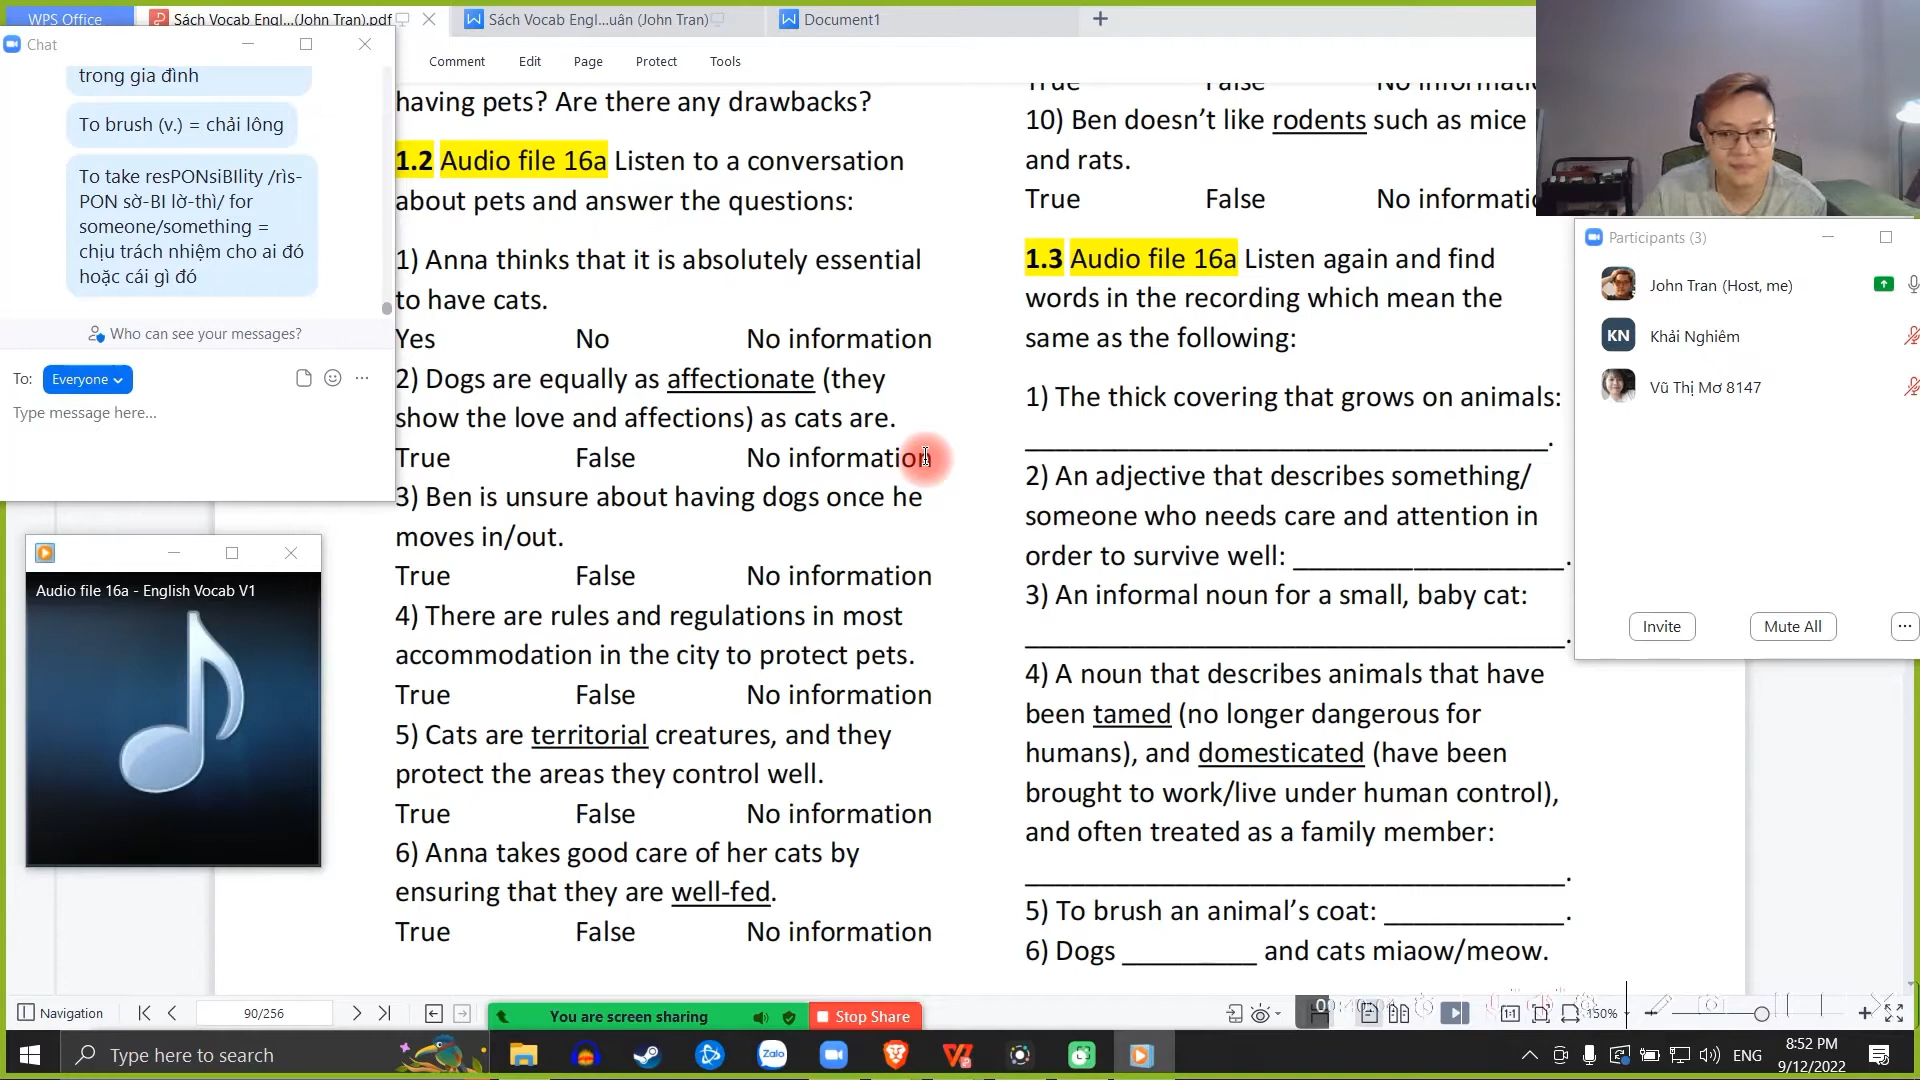 WPS Office
Sách Vocab Engl...(John Tran).pdf
Sách Vocab Engl...uân (John Tran)
Document1
Chat
trong gia đình
To brush (v.) = chải lông
To take resPONsiBIlity /rìs-
PON sờ-BI lờ-thì/ for
someone/something =
chịu trách nhiệm cho ai đó
hoặc cái gì đó
Who can see your messages?
To: Everyone
Type message here...
Comment Edit Page Protect Tools
having pets? Are there any drawbacks?
1.2 Audio file 16a Listen to a conversation
about pets and answer the questions:
1) Anna thinks that it is absolutely essential
to have cats.
Yes No No information
2) Dogs are equally as affectionate (they
show the love and affections) as cats are.
True False No information
3) Ben is unsure about having dogs once he
moves in/out.
True False No information
4) There are rules and regulations in most
accommodation in the city to protect pets.
True False No information
5) Cats are territorial creatures, and they
protect the areas they control well.
True False No information
6) Anna takes good care of her cats by
ensuring that they are well-fed.
True False No information
True False No informatio
10) Ben doesn't like rodents such as mice
and rats.
True False No informatio
1.3 Audio file 16a Listen again and find
words in the recording which mean the
same as the following:
1) The thick covering that grows on animals:
____________________.
2) An adjective that describes something/
someone who needs care and attention in
order to survive well: ____________________.
3) An informal noun for a small, baby cat:
____________________.
4) A noun that describes animals that have
been tamed (no longer dangerous for
humans), and domesticated (have been
brought to work/live under human control),
and often treated as a family member:
____________________.
5) To brush an animal's coat: ____________.
6) Dogs _________ and cats miaow/meow.
Participants (3)
John Tran (Host, me)
KN Khải Nghiêm
Vũ Thị Mơ 8147
Invite Mute All
Audio file 16a - English Vocab V1
Navigation 90/256
You are screen sharing Stop Share
150%
Type here to search
Zalo
ENG
8:52 PM
9/12/2022